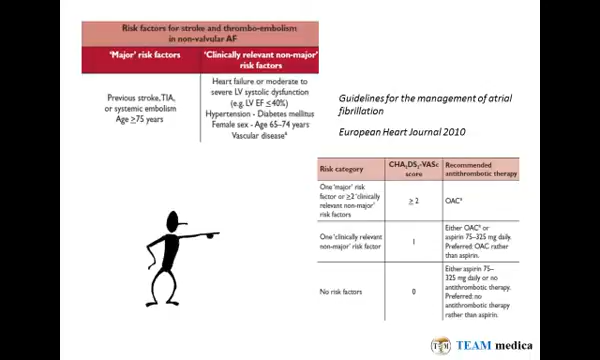 Risk factors for stroke and thrombo-embolism
in non-valvular AF
'Major' risk factors
'Clinically relevant non-major'
risk factors
Previous stroke, TIA,
or systemic embolism
Age ≥75 years
Heart failure or moderate to
severe LV systolic dysfunction
(e.g. LV EF ≤40%)
Hypertension - Diabetes mellitus
Female sex - Age 65–74 years
Vascular diseaseᵃ
Guidelines for the management of atrial
fibrillation
European Heart Journal 2010
Risk category
CHA₂DS₂-VASc
score
Recommended
antithrombotic therapy
One 'major' risk
factor or ≥2 'clinically
relevant non-major'
risk factors
≥ 2
OACᵃ
One 'clinically relevant
non-major' risk factor
1
Either OACᵃ or
aspirin 75–325 mg daily.
Preferred: OAC rather
than aspirin.
No risk factors
0
Either aspirin 75–
325 mg daily or no
antithrombotic therapy.
Preferred: no
antithrombotic therapy
rather than aspirin.
TEAM medica